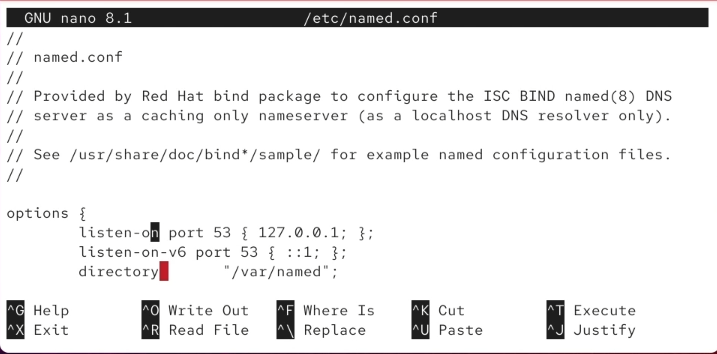 GNU nano 8.1 /etc/named.conf
//
// named.conf
//
// Provided by Red Hat bind package to configure the ISC BIND named(8) DNS
// server as a caching only nameserver (as a localhost DNS resolver only).
//
// See /usr/share/doc/bind*/sample/ for example named configuration files.
//
options {
listen-on port 53 { 127.0.0.1; };
listen-on-v6 port 53 { ::1; };
directory "/var/named";
^G Help ^O Write Out ^F Where Is ^K Cut ^T Execute
^X Exit ^R Read File ^\ Replace ^U Paste ^J Justify